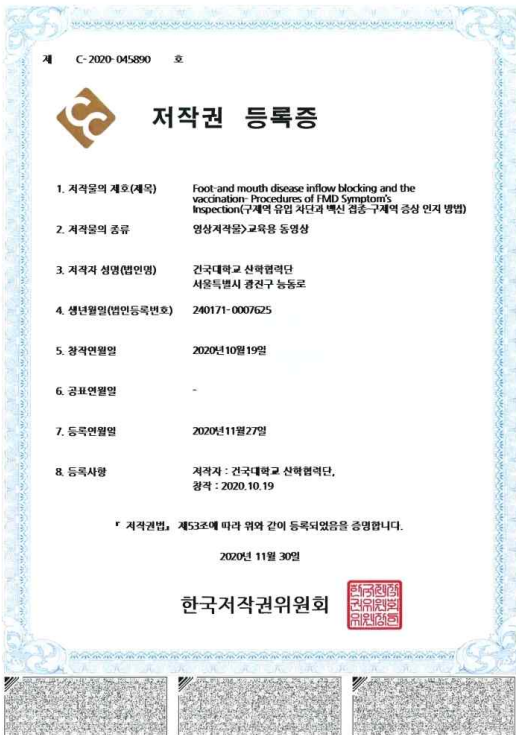 제 C-2020-045890 호
저작권 등록증
1. 저작물의 제호(제목) Foot-and mouth disease inflow blocking and the
vaccination- Procedures of FMD Symptom's
Inspection(구제역 유입 차단과 백신 접종-구제역 증상 인지 방법)
2. 저작물의 종류 영상저작물>교육용 동영상
3. 저작자 성명(법인명) 건국대학교 산학협력단
서울특별시 광진구 능동로
4. 생년월일(법인등록번호) 240171-0007625
5. 창작연월일 2020년10월19일
6. 공표연월일 -
7. 등록연월일 2020년11월27일
8. 등록사항 저작자 : 건국대학교 산학협력단,
창작 : 2020.10.19
『 저작권법』 제53조에 따라 위와 같이 등록되었음을 증명합니다.
2020년 11월 30일
한국저작권위원회